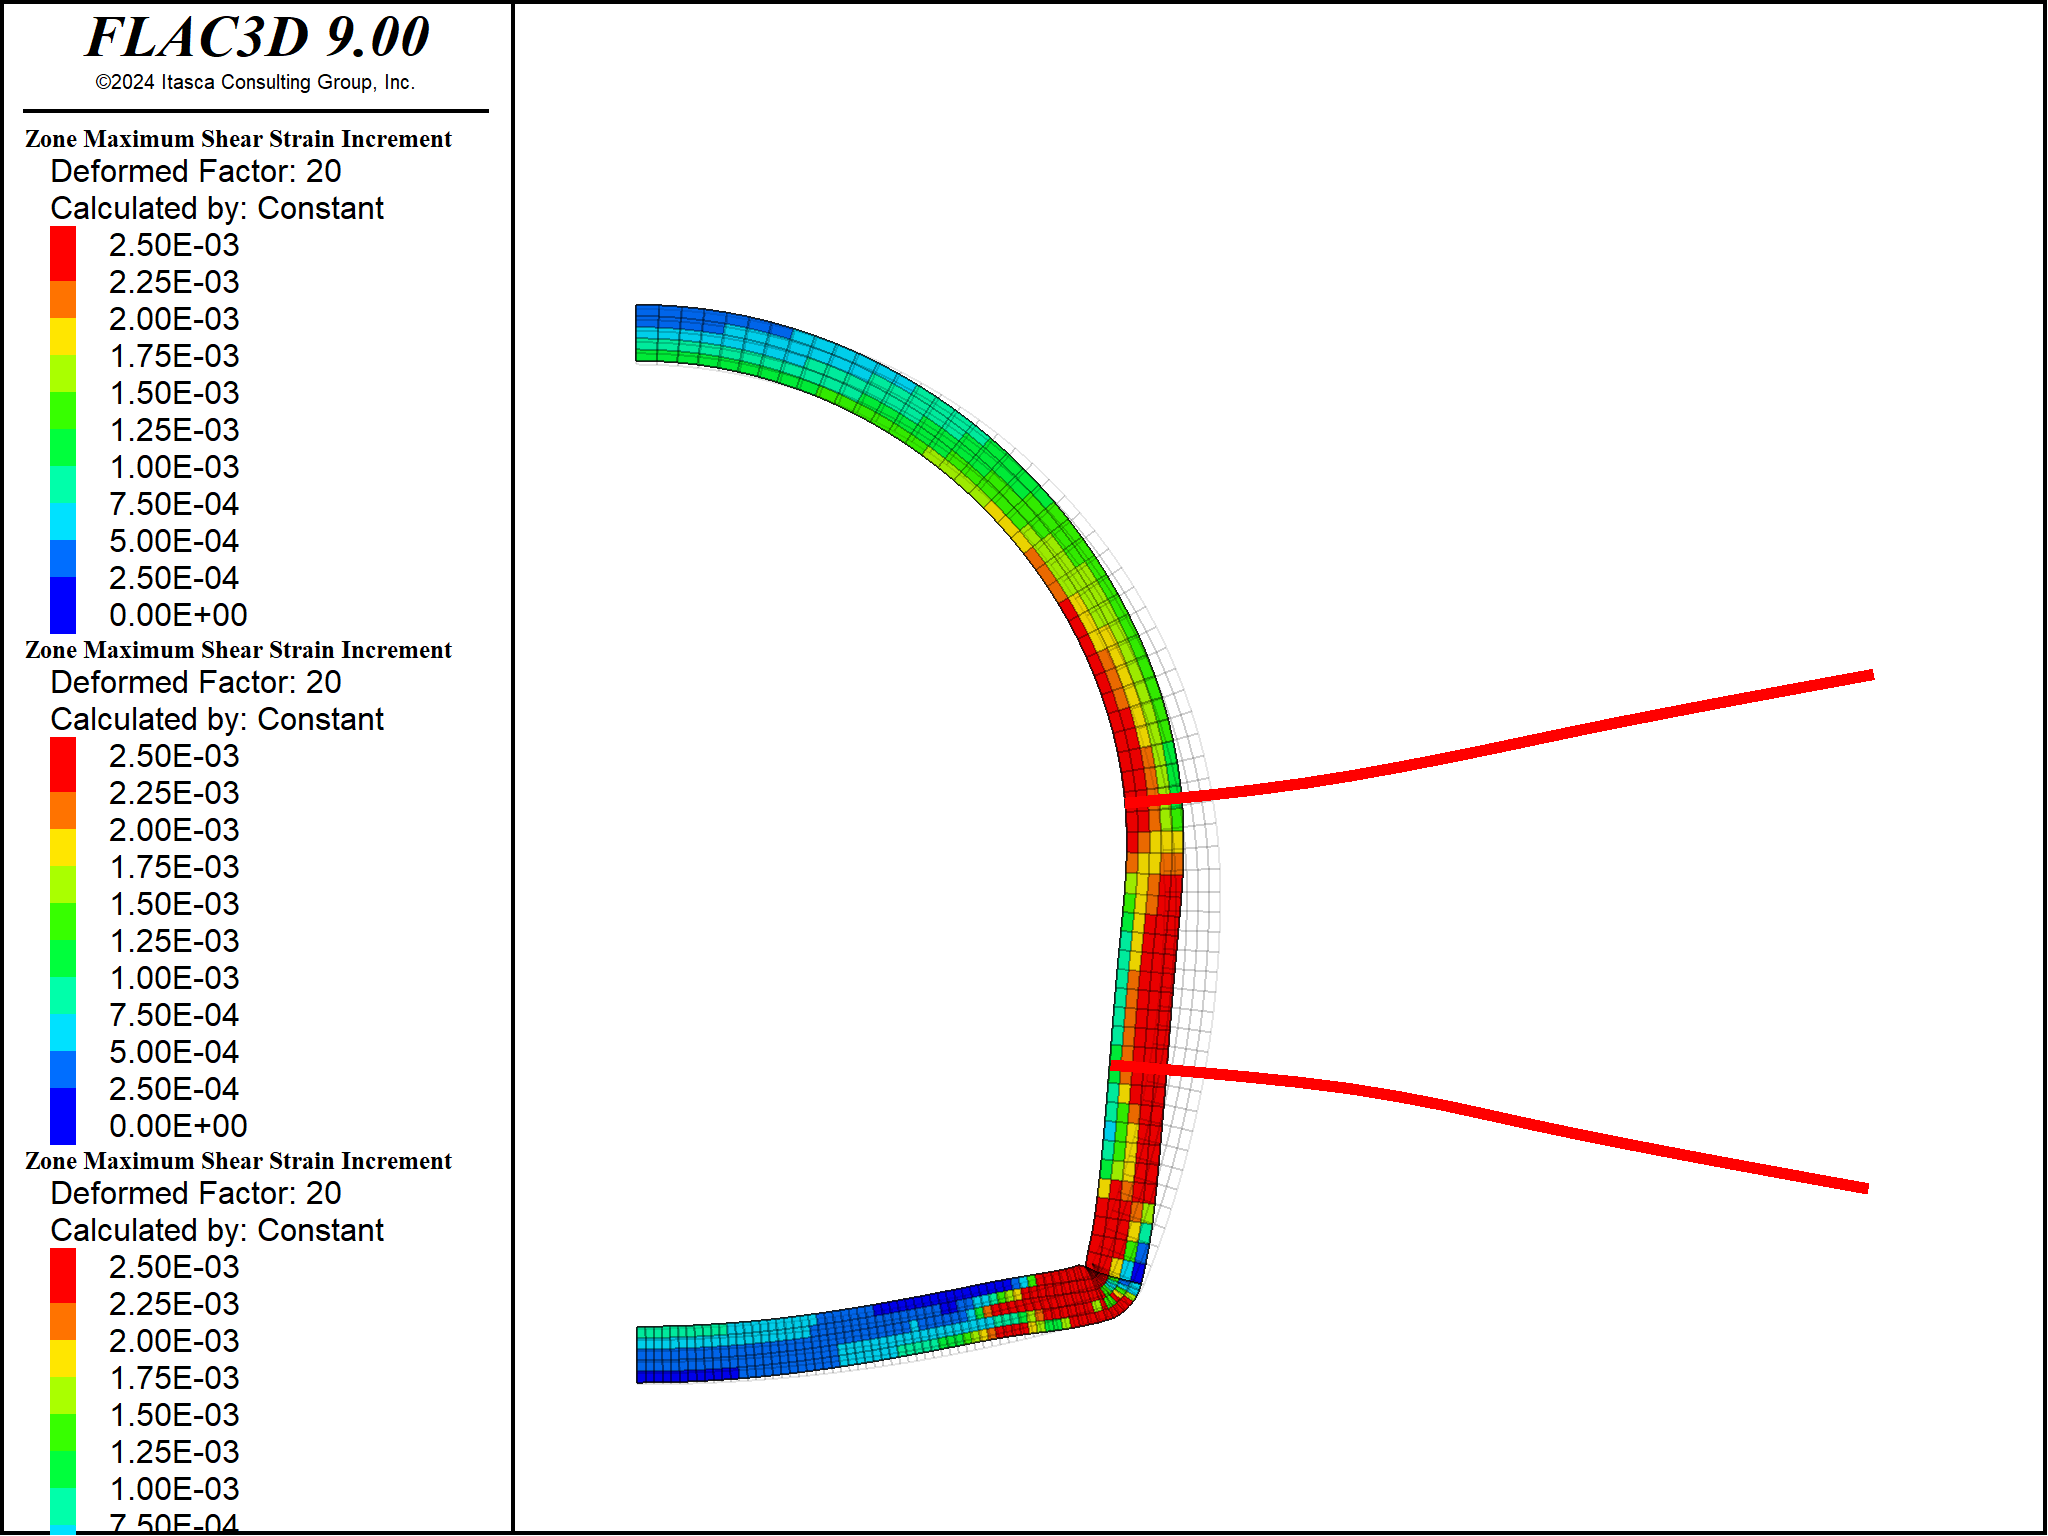 FLAC3D 9.00
©2024 Itasca Consulting Group, Inc.
Zone Maximum Shear Strain Increment
Deformed Factor: 20
Calculated by: Constant
2.50E-03
2.25E-03
2.00E-03
1.75E-03
1.50E-03
1.25E-03
1.00E-03
7.50E-04
5.00E-04
2.50E-04
0.00E+00
Zone Maximum Shear Strain Increment
Deformed Factor: 20
Calculated by: Constant
2.50E-03
2.25E-03
2.00E-03
1.75E-03
1.50E-03
1.25E-03
1.00E-03
7.50E-04
5.00E-04
2.50E-04
0.00E+00
Zone Maximum Shear Strain Increment
Deformed Factor: 20
Calculated by: Constant
2.50E-03
2.25E-03
2.00E-03
1.75E-03
1.50E-03
1.25E-03
1.00E-03
7.50E-04